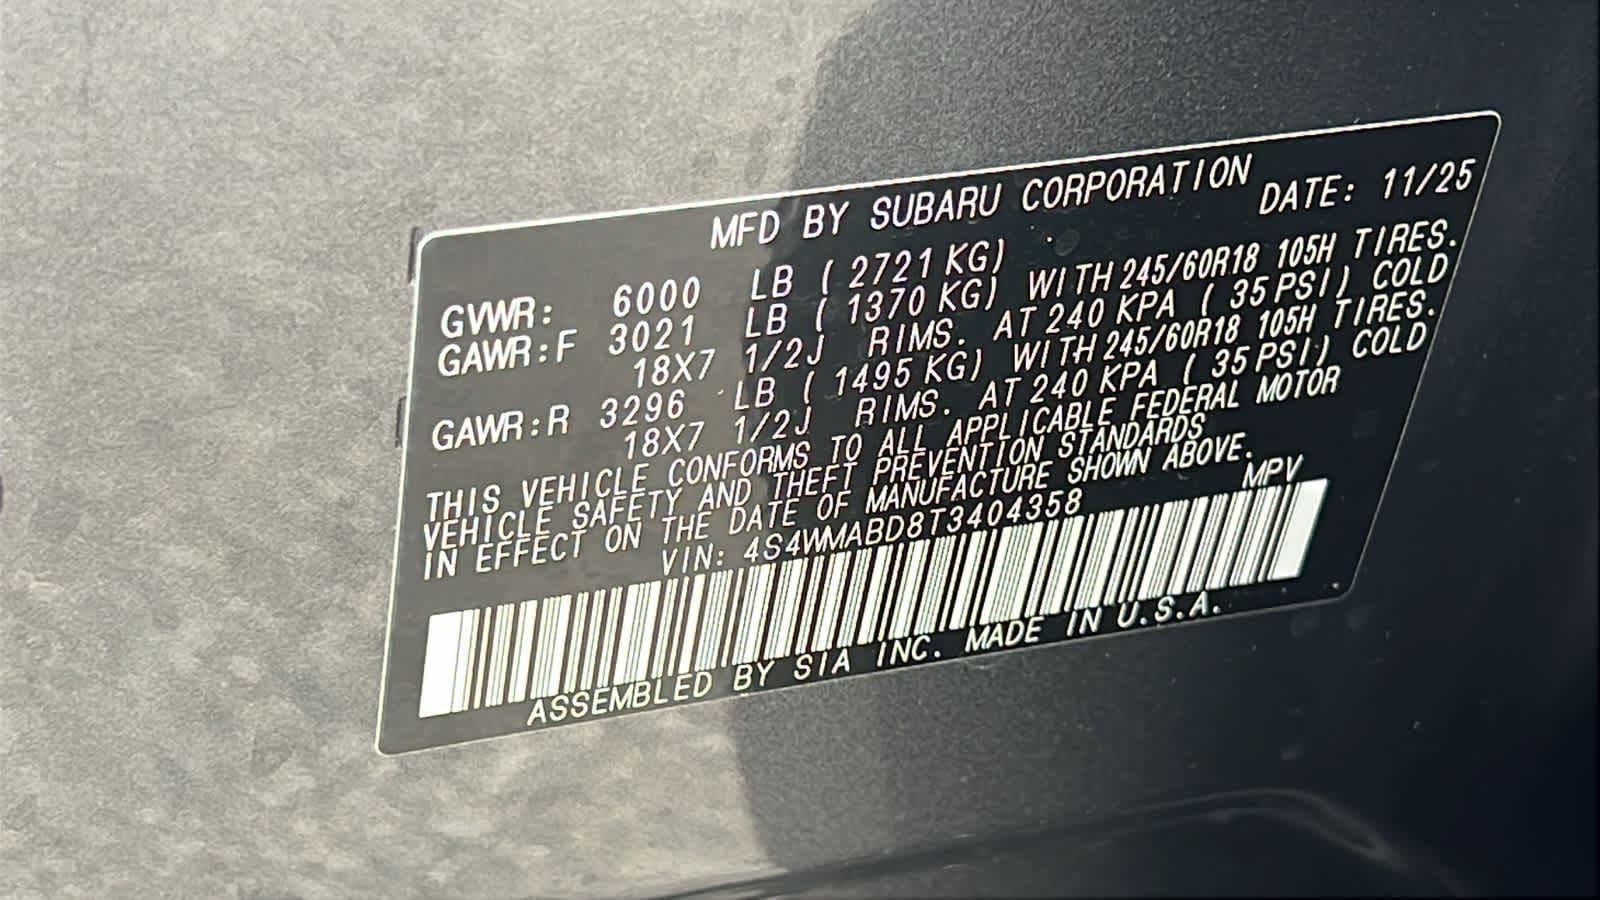 MFD BY SUBARU CORPORATION
DATE: 11/25
GVWR: 6000 LB ( 2721 KG)
GAWR:F 3021 LB ( 1370 KG) WITH 245/60R18 105H TIRES.
18X7 1/2J RIMS. AT 240 KPA ( 35 PSI) COLD
GAWR:R 3296 LB ( 1495 KG) WITH 245/60R18 105H TIRES.
18X7 1/2J RIMS. AT 240 KPA ( 35 PSI) COLD
THIS VEHICLE CONFORMS TO ALL APPLICABLE FEDERAL MOTOR
VEHICLE SAFETY AND THEFT PREVENTION STANDARDS
IN EFFECT ON THE DATE OF MANUFACTURE SHOWN ABOVE.
VIN: 4S4WMABD8T3404358 MPV
ASSEMBLED BY SIA INC. MADE IN U.S.A.